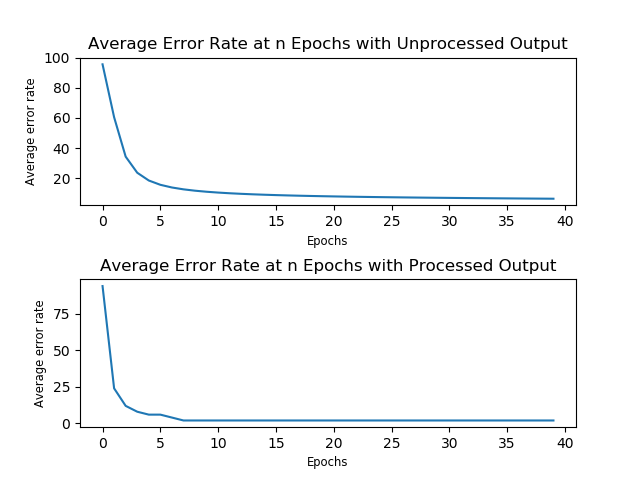 Average Error Rate at n Epochs with Unprocessed Output
100
80
60
40
20
Average error rate
0 5 10 15 20 25 30 35 40
Epochs
Average Error Rate at n Epochs with Processed Output
75
50
25
0
Average error rate
0 5 10 15 20 25 30 35 40
Epochs